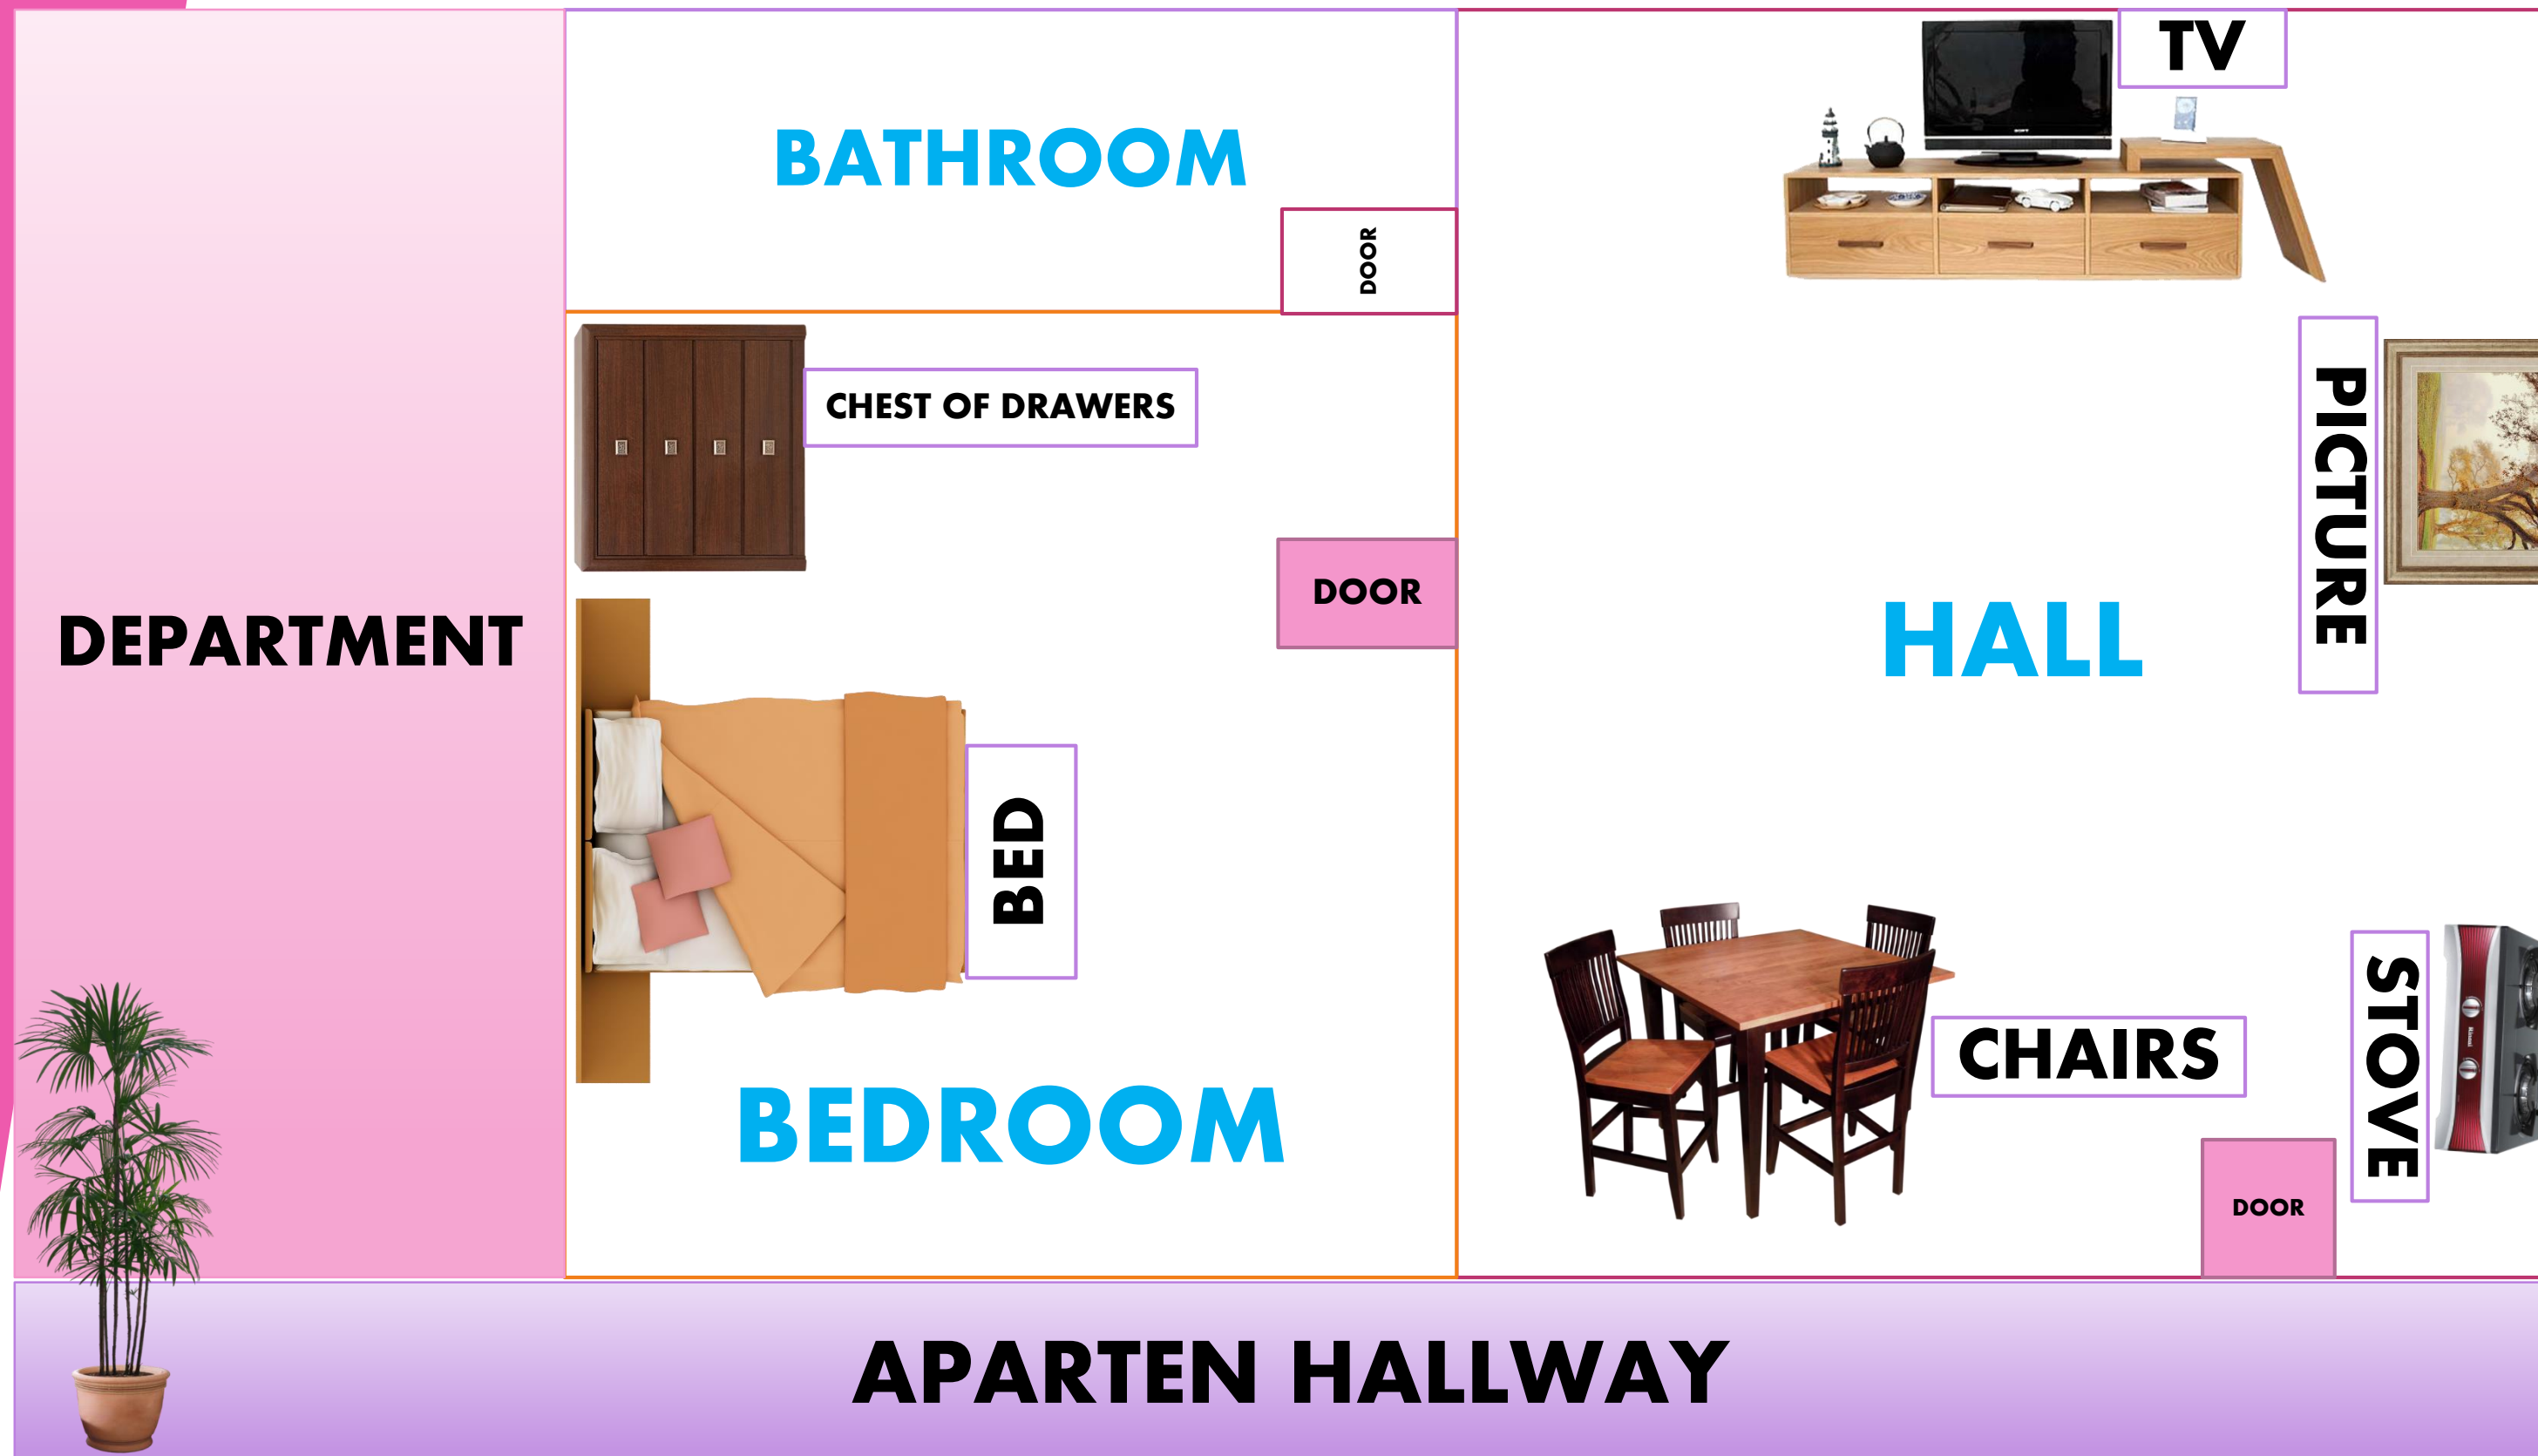 TV
BATHROOM
DOOR
CHEST OF DRAWERS
PICTURE
DOOR
DEPARTMENT
HALL
BED
STOVE
CHAIRS
BEDROOM
DOOR
APARTEN HALLWAY